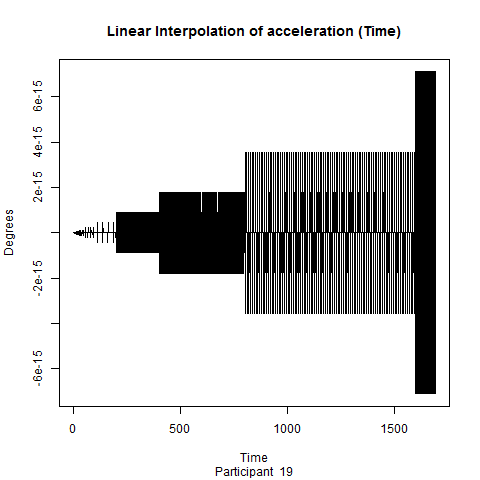 Linear Interpolation of acceleration (Time)
6e-15
4e-15
2e-15
-2e-15
-6e-15
Degrees
0
500
1000
1500
Time
Participant 19